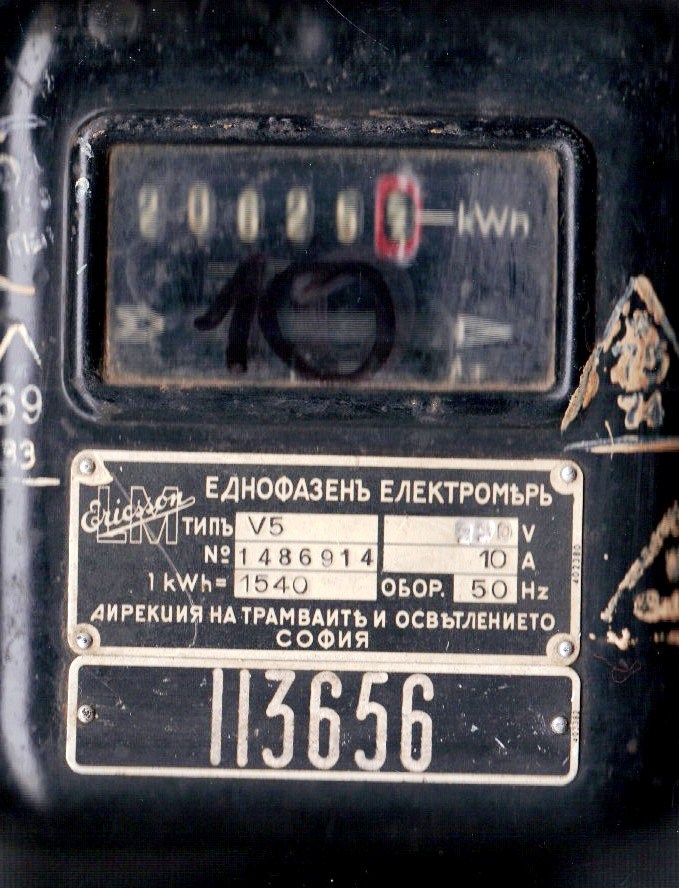 kWh
10
LM Ericsson
ЕДНОФАЗЕНЪ ЕЛЕКТРОМѢРЪ
ТИПЪ V5 V
№ 1486914 10 A
1 kWh = 1540 ОБОР. 50 Hz
ДИРЕКЦИЯ НА ТРАМВАИТѢ И ОСВѢТЛЕНИЕТО
СОФИЯ
113656
69